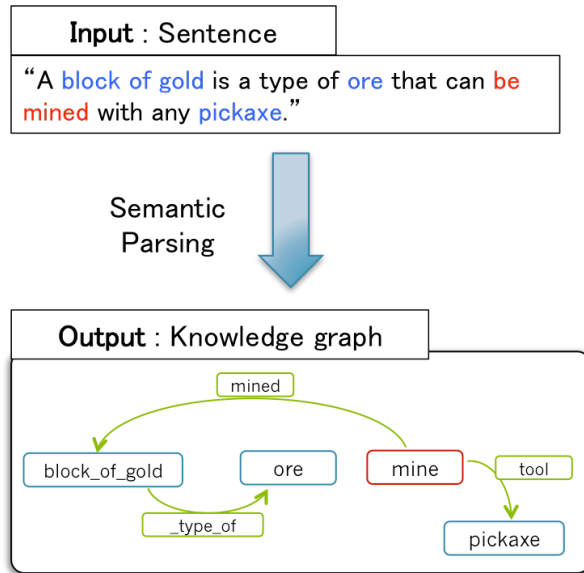 Input : Sentence
“A block of gold is a type of ore that can be
mined with any pickaxe.”
Semantic
Parsing
Output : Knowledge graph
mined
block_of_gold
ore
mine
tool
_type_of
pickaxe